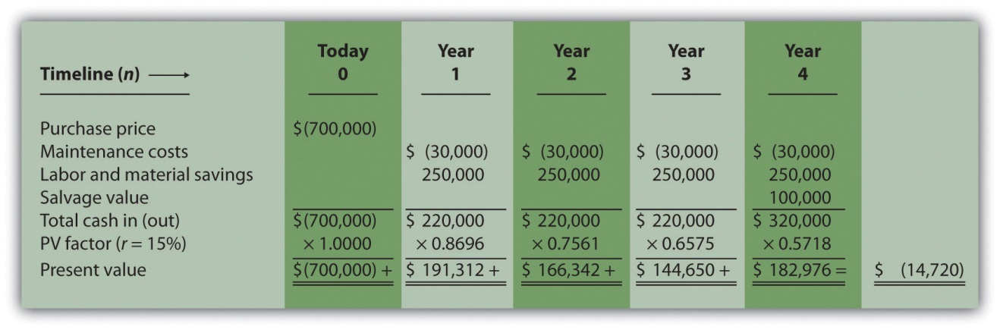 Today Year Year Year Year
Timeline (n) ⟶ 0 1 2 3 4
Purchase price $(700,000)
Maintenance costs $ (30,000) $ (30,000) $ (30,000) $ (30,000)
Labor and material savings 250,000 250,000 250,000 250,000
Salvage value 100,000
Total cash in (out) $(700,000) $ 220,000 $ 220,000 $ 220,000 $ 320,000
PV factor (r = 15%) × 1.0000 × 0.8696 × 0.7561 × 0.6575 × 0.5718
Present value $(700,000) + $ 191,312 + $ 166,342 + $ 144,650 + $ 182,976 = $ (14,720)